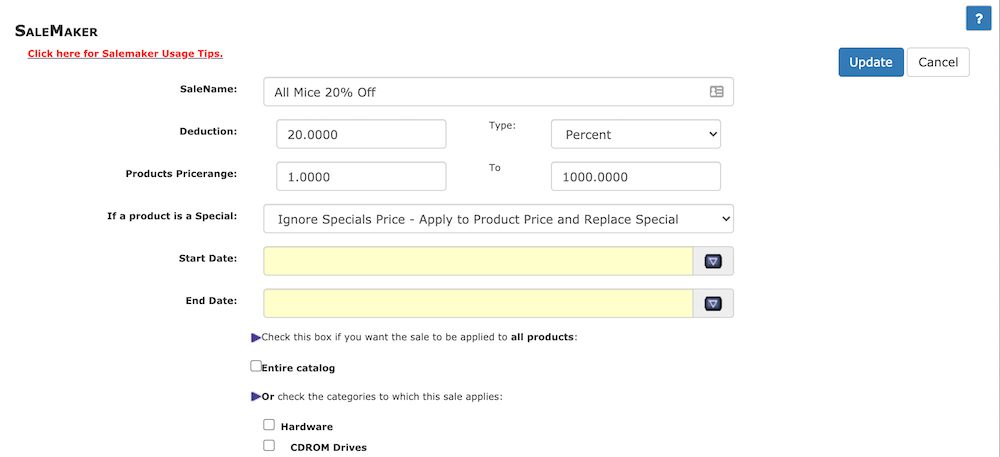 ?
SALEMAKER
Click here for Salemaker Usage Tips.
Update Cancel
SaleName: All Mice 20% Off
Deduction: 20.0000 Type: Percent
Products Pricerange: 1.0000 To 1000.0000
If a product is a Special: Ignore Specials Price - Apply to Product Price and Replace Special
Start Date:
End Date:
Check this box if you want the sale to be applied to all products:
Entire catalog
Or check the categories to which this sale applies:
Hardware
CDROM Drives